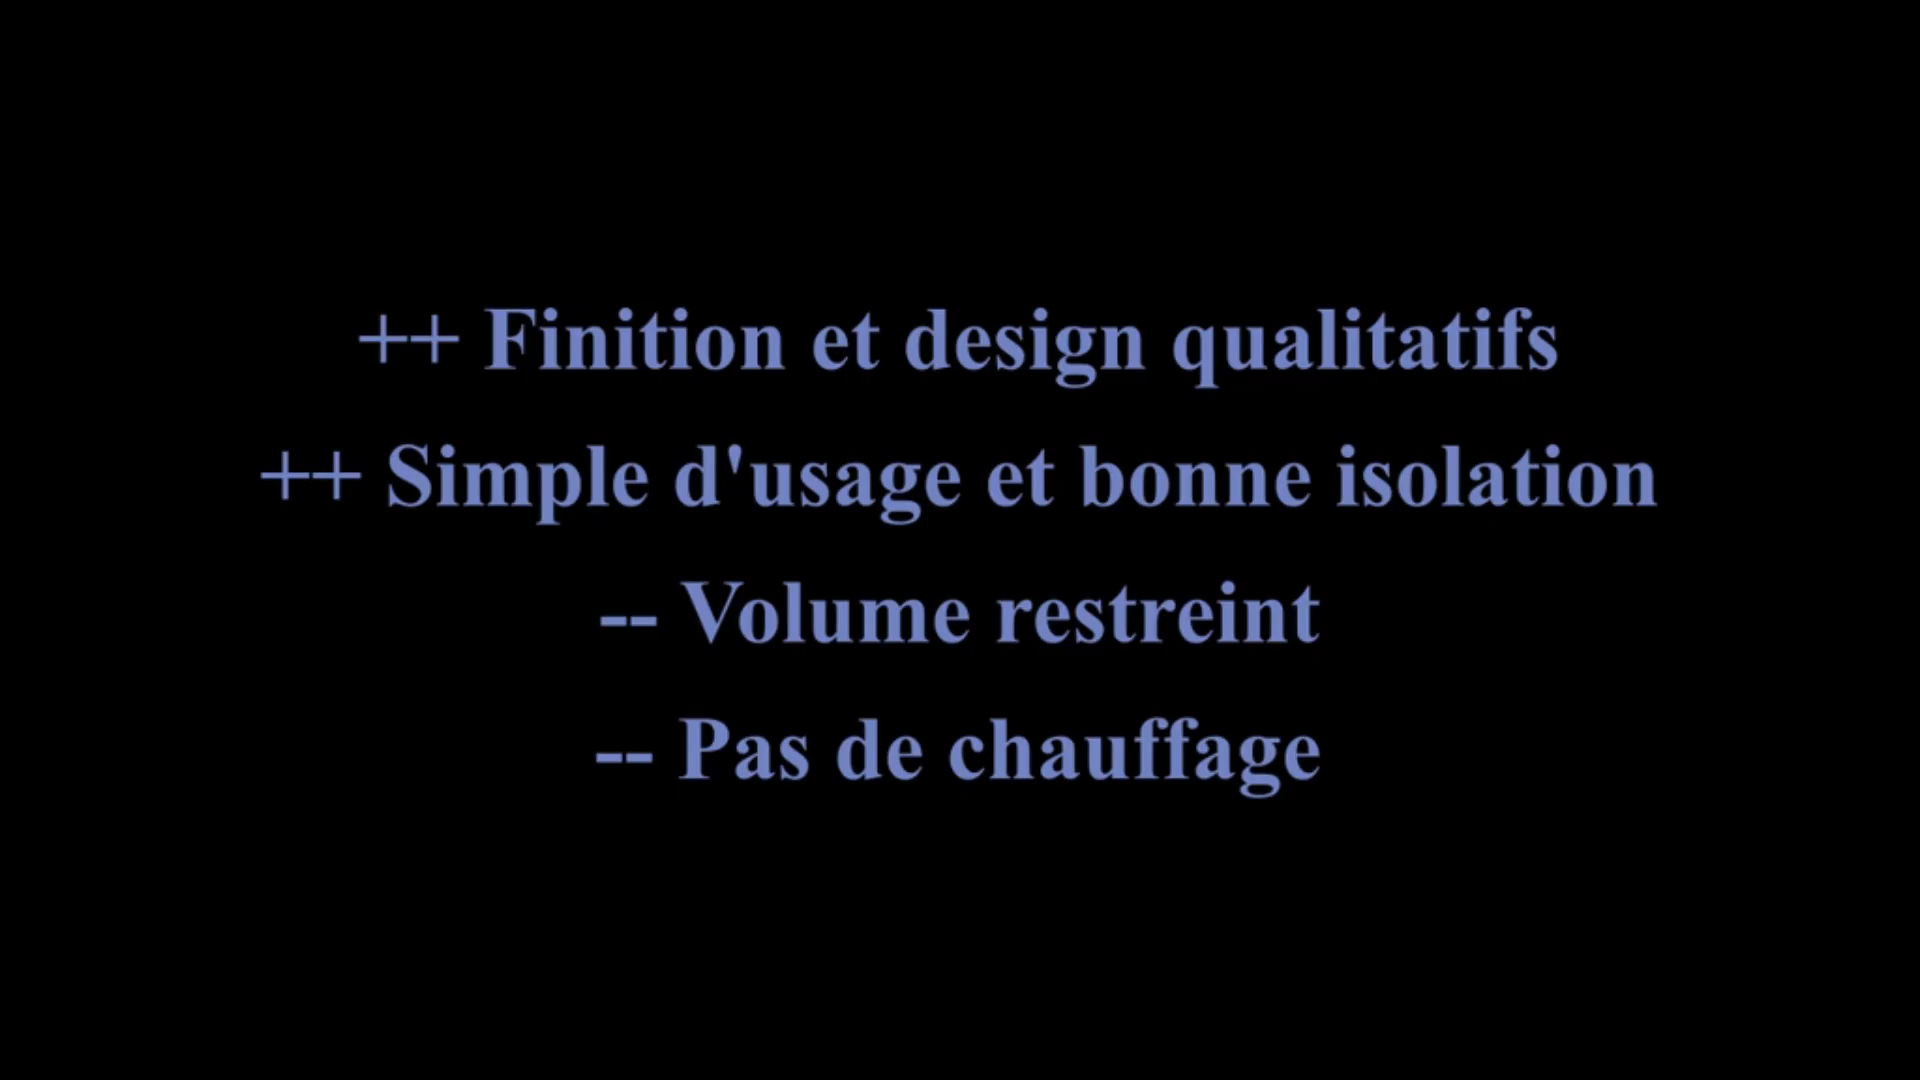 ++ Finition et design qualitatifs
++ Simple d'usage et bonne isolation
-- Volume restreint
-- Pas de chauffage